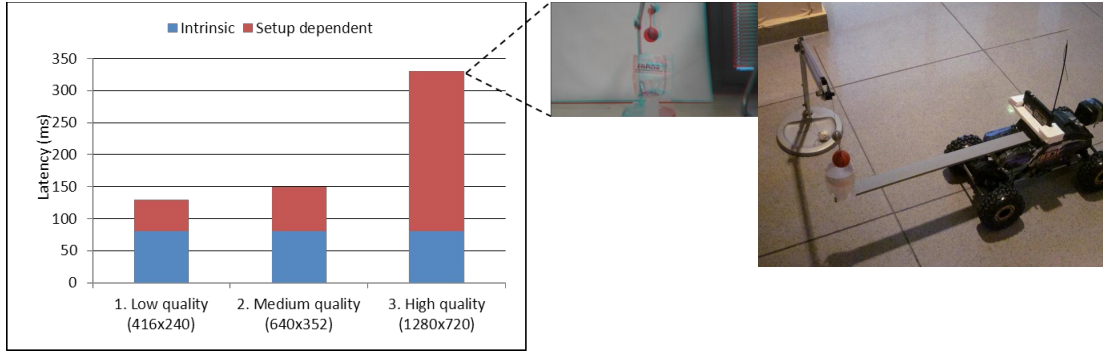 Intrinsic Setup dependent
Latency (ms)
350
300
250
200
150
100
50
0
1. Low quality
(416x240)
2. Medium quality
(640x352)
3. High quality
(1280x720)